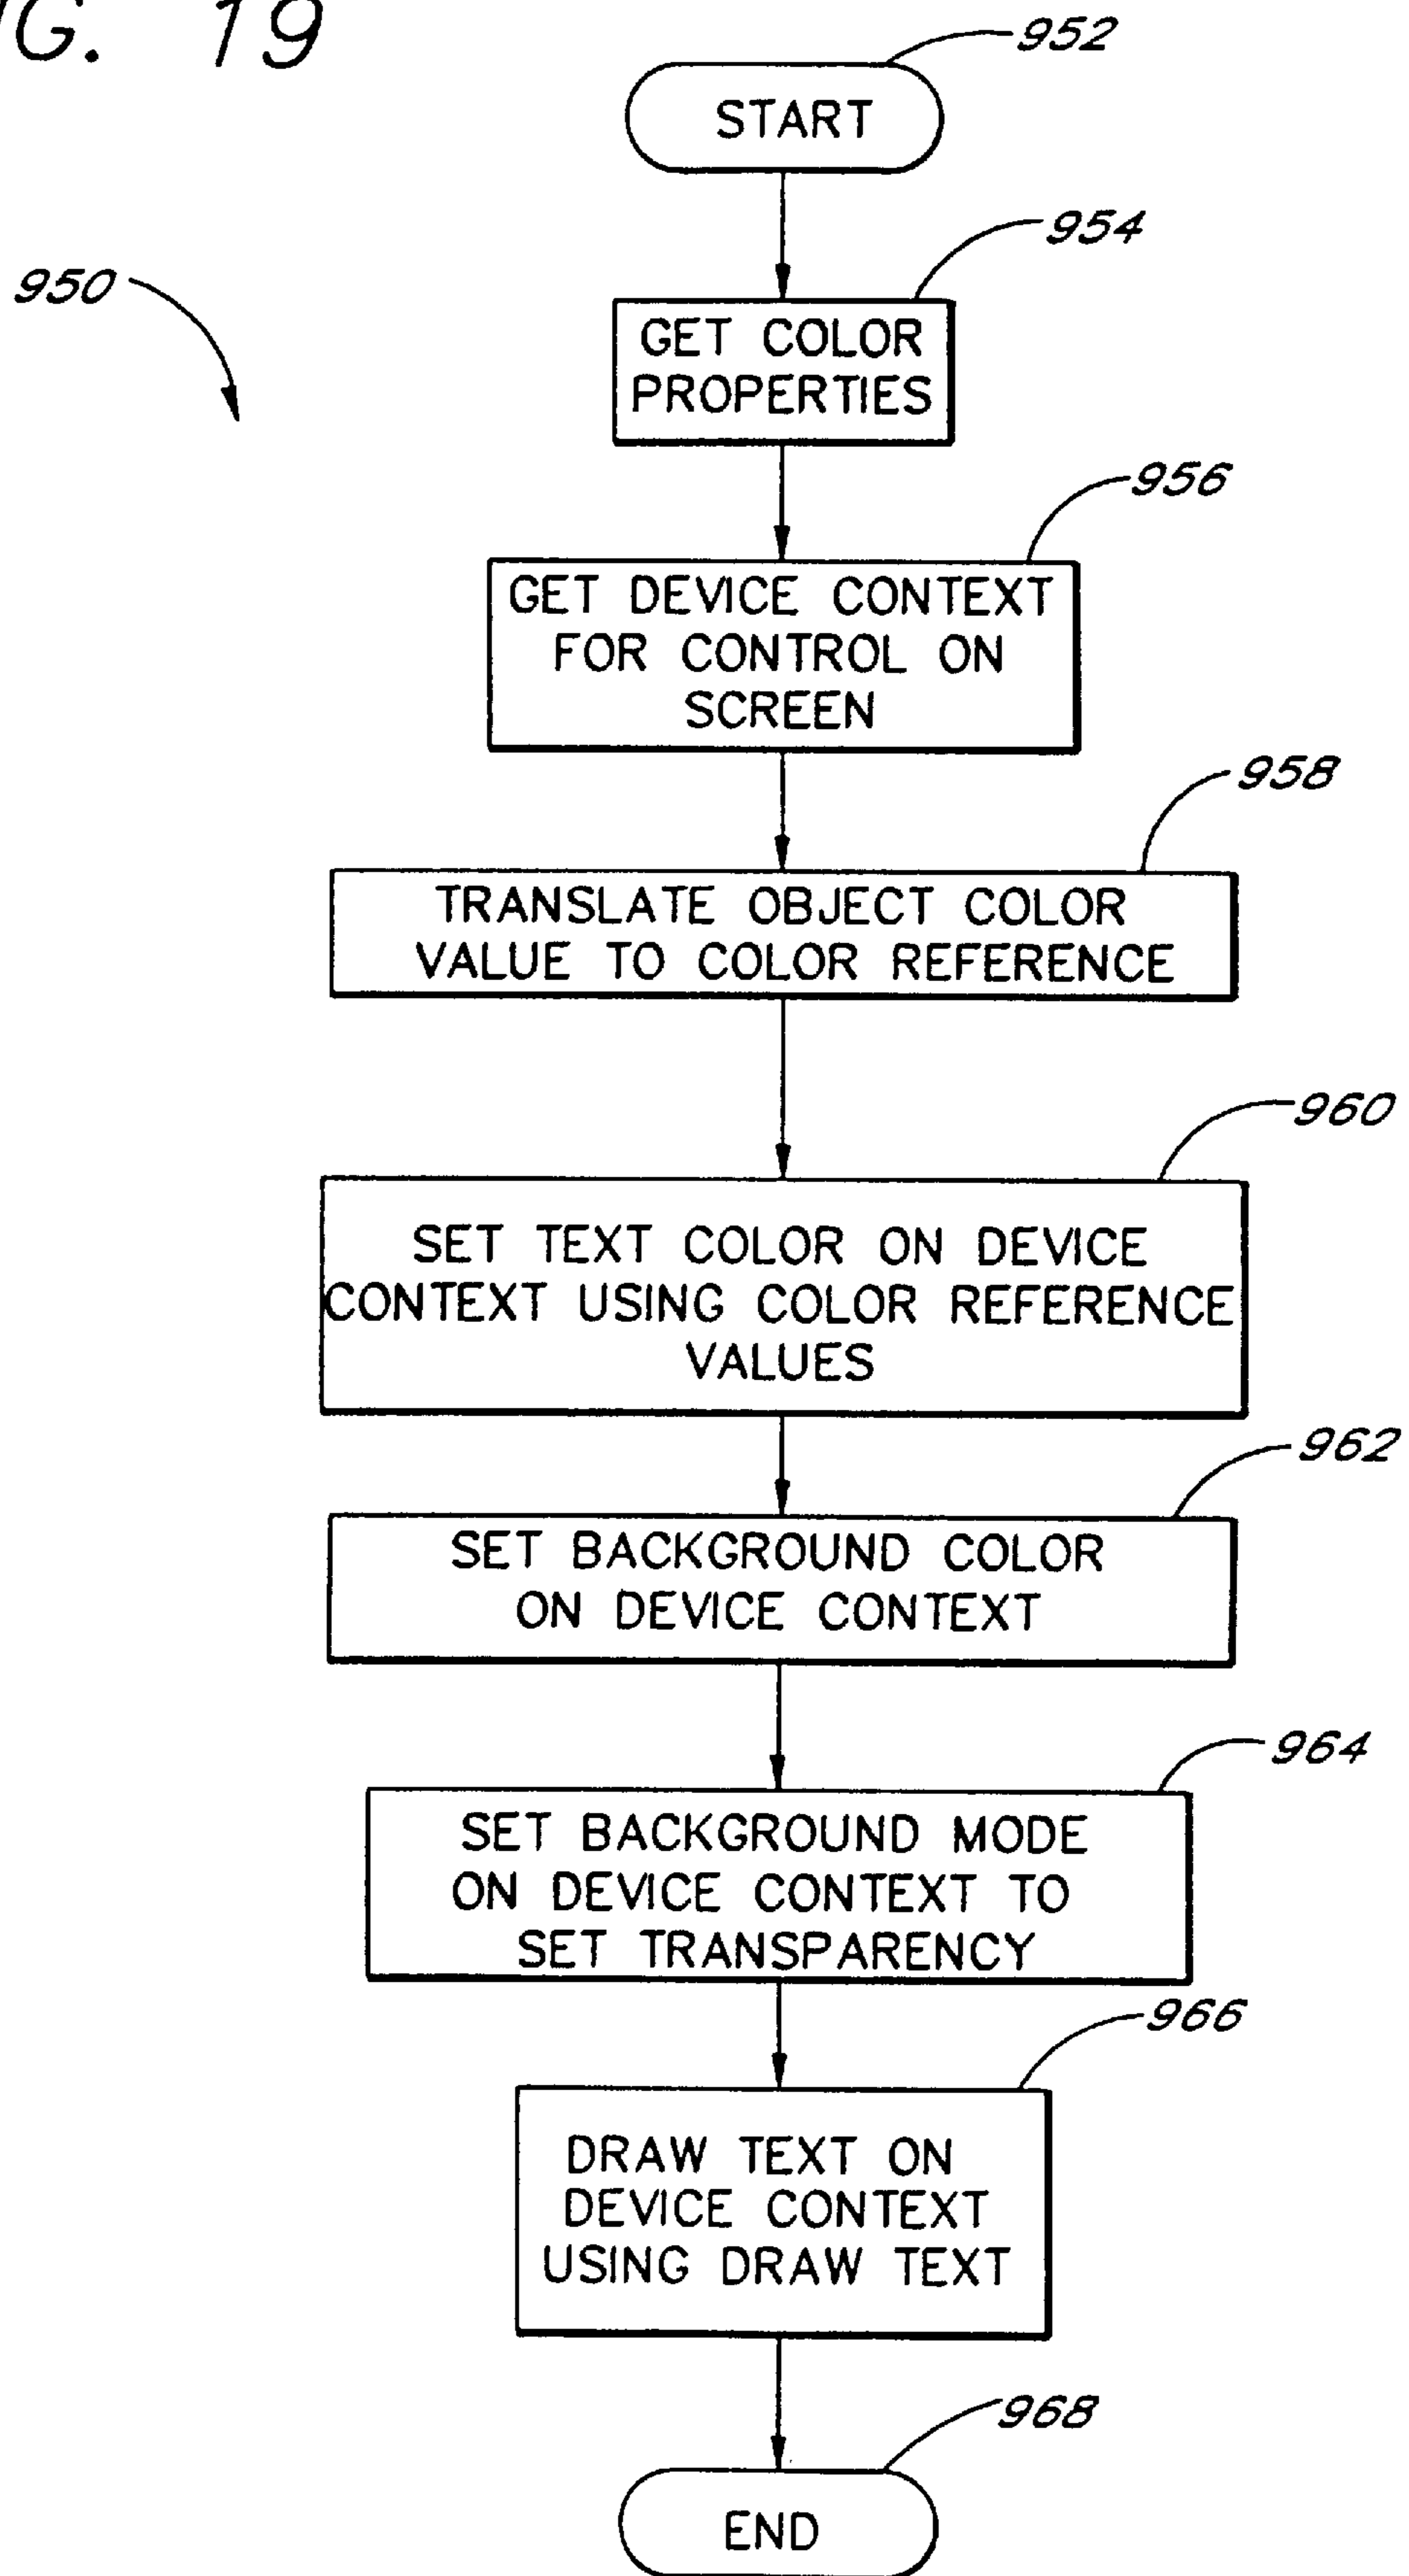 G. 19
952
START
954
950
GET COLOR
PROPERTIES
956
GET DEVICE CONTEXT
FOR CONTROL ON
SCREEN
958
TRANSLATE OBJECT COLOR
VALUE TO COLOR REFERENCE
960
SET TEXT COLOR ON DEVICE
CONTEXT USING COLOR REFERENCE
VALUES
962
SET BACKGROUND COLOR
ON DEVICE CONTEXT
964
SET BACKGROUND MODE
ON DEVICE CONTEXT TO
SET TRANSPARENCY
966
DRAW TEXT ON
DEVICE CONTEXT
USING DRAW TEXT
968
END